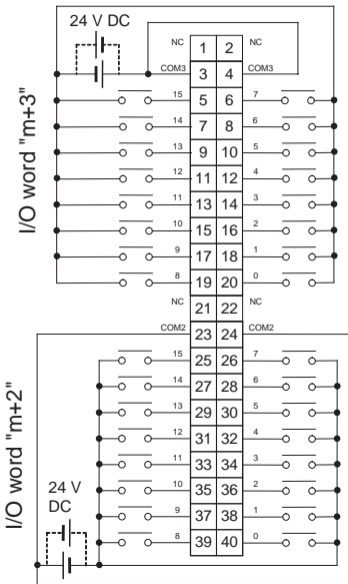 24 V DC
NC 1 2 NC
COM3 3 4 COM3
15 5 6 7
14 7 8 6
13 9 10 5
12 11 12 4
11 13 14 3
10 15 16 2
9 17 18 1
8 19 20 0
I/O word "m+3"
NC 21 22 NC
COM2 23 24 COM2
15 25 26 7
14 27 28 6
13 29 30 5
12 31 32 4
11 33 34 3
10 35 36 2
9 37 38 1
8 39 40 0
I/O word "m+2"
24 V
DC